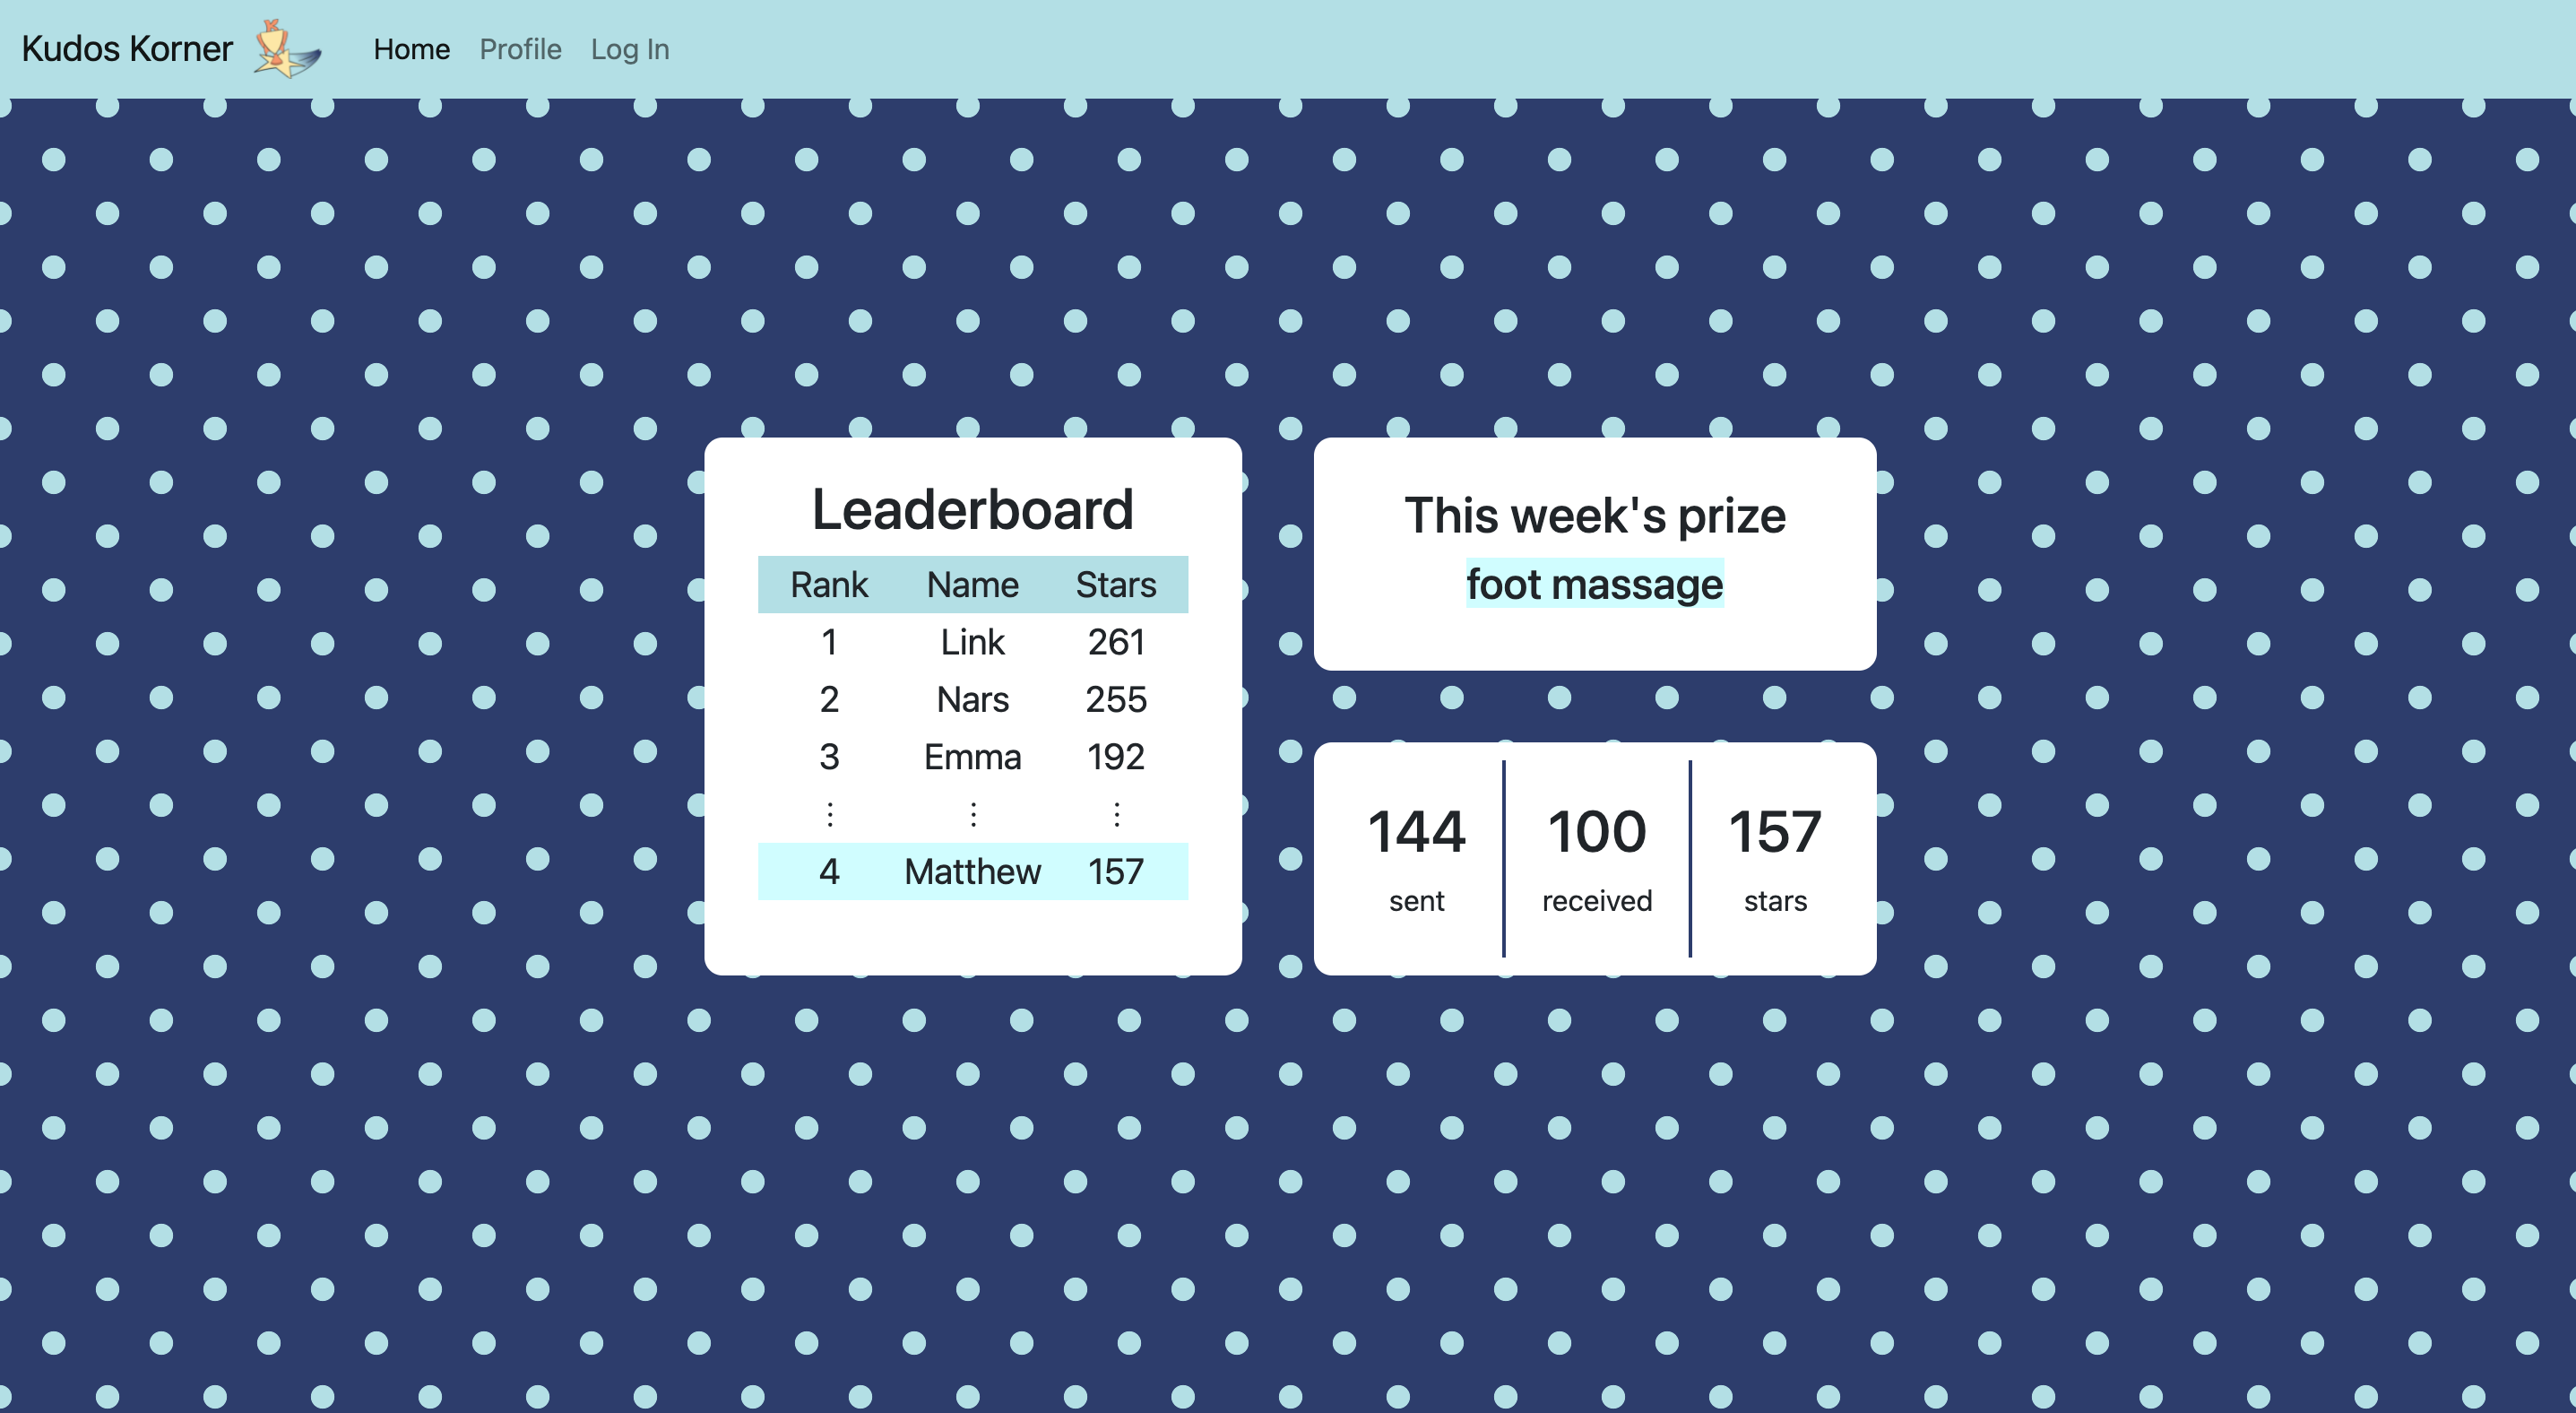 Kudos Korner Home Profile Log In
Leaderboard
Rank Name Stars
1 Link 261
2 Nars 255
3 Emma 192
⋮ ⋮ ⋮
4 Matthew 157
This week's prize
foot massage
144 100 157
sent received stars